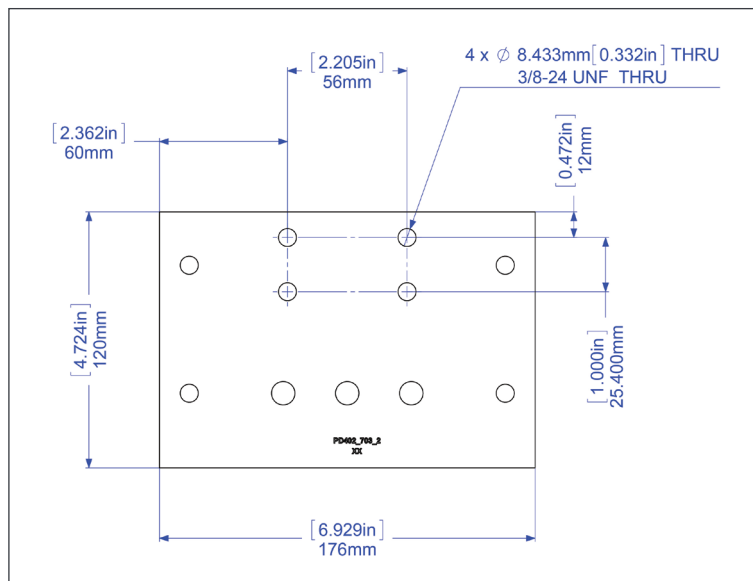 [2.205in]
56mm
4 x ∅ 8.433mm[0.332in] THRU
3/8-24 UNF THRU
[2.362in]
60mm
[0.472in]
12mm
[4.724in]
120mm
[1.000in]
25.400mm
PD402_703_2
XX
[6.929in]
176mm